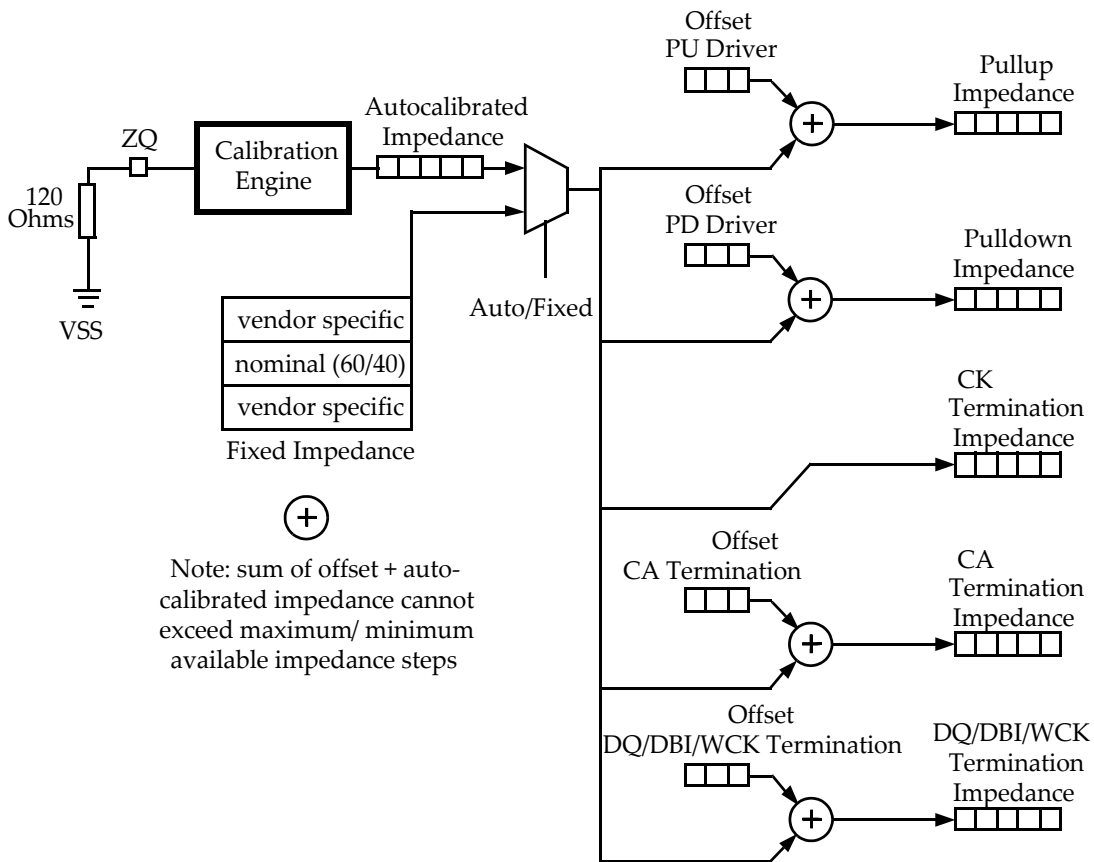 Offset
PU Driver
Pullup
Impedance
Autocalibrated
Impedance
ZQ
Calibration
Engine
120
Ohms
VSS
Offset
PD Driver
Pulldown
Impedance
Auto/Fixed
vendor specific
nominal (60/40)
vendor specific
Fixed Impedance
CK
Termination
Impedance
+
Note: sum of offset + auto-
calibrated impedance cannot
exceed maximum/ minimum
available impedance steps
Offset
CA Termination
CA
Termination
Impedance
Offset
DQ/DBI/WCK Termination
DQ/DBI/WCK
Termination
Impedance